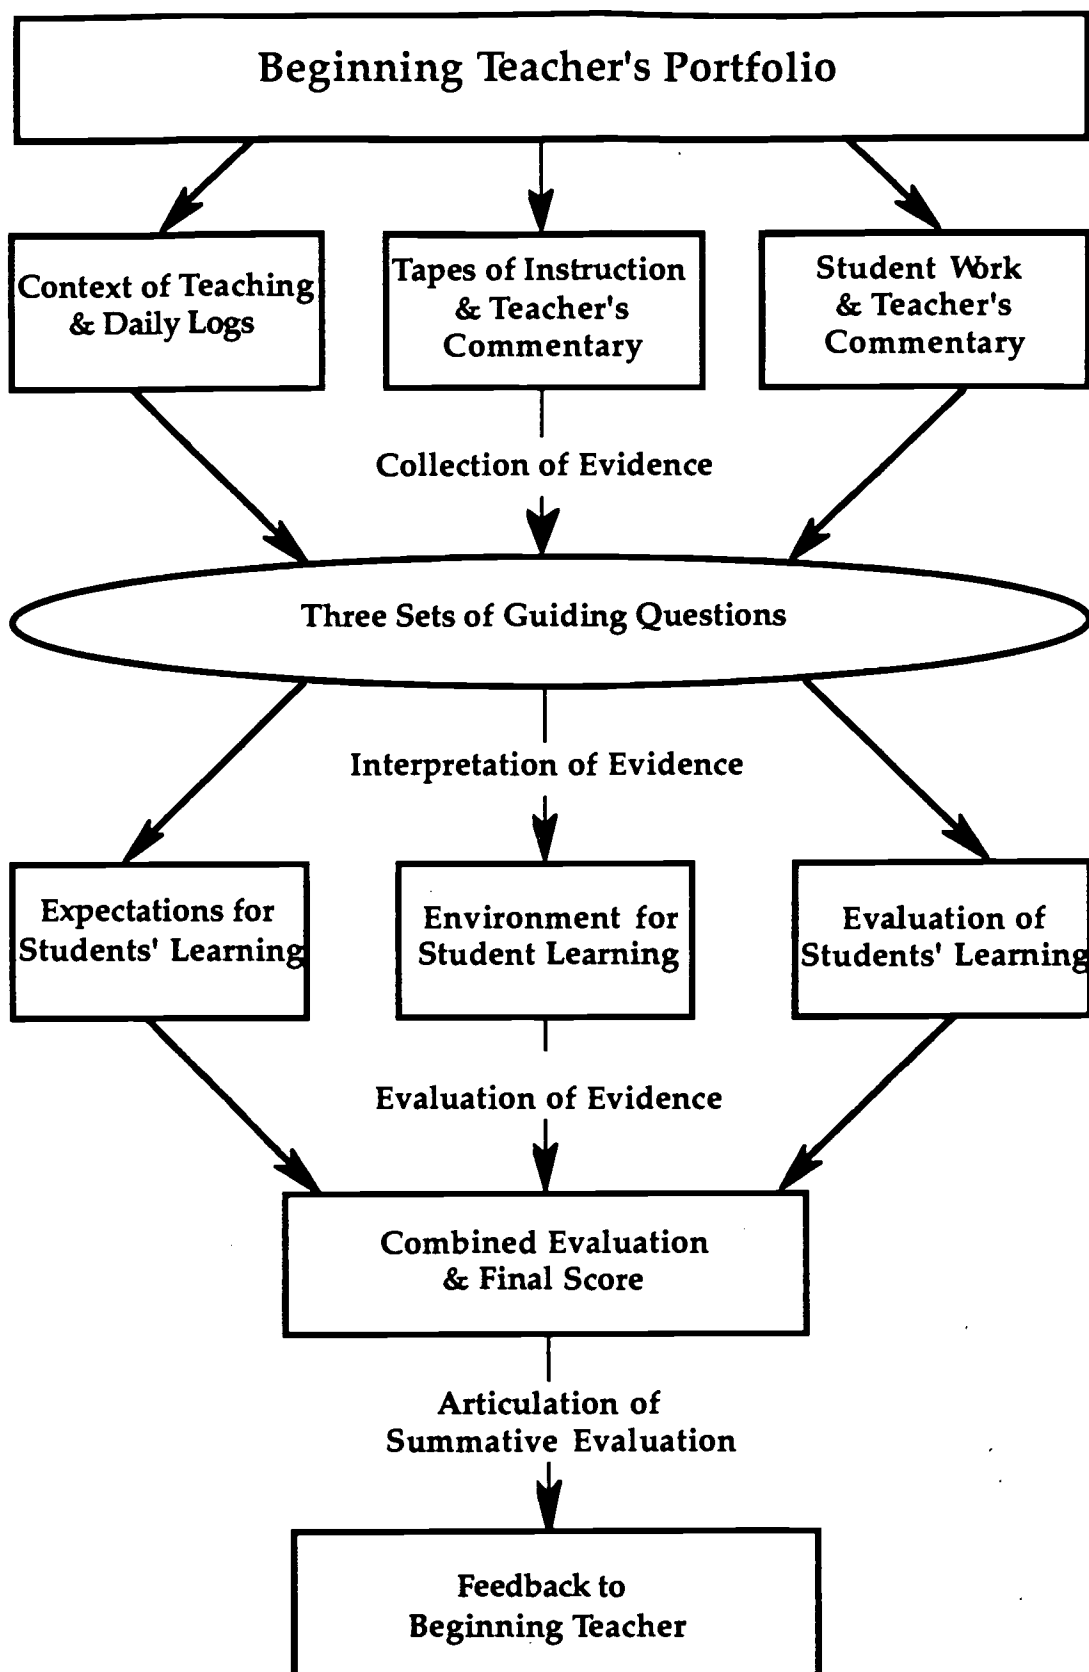 Beginning Teacher's Portfolio
Context of Teaching
& Daily Logs
Tapes of Instruction
& Teacher's
Commentary
Student Work
& Teacher's
Commentary
Collection of Evidence
Three Sets of Guiding Questions
Interpretation of Evidence
Expectations for
Students' Learning
Environment for
Student Learning
Evaluation of
Students' Learning
Evaluation of Evidence
Combined Evaluation
& Final Score
Articulation of
Summative Evaluation
Feedback to
Beginning Teacher